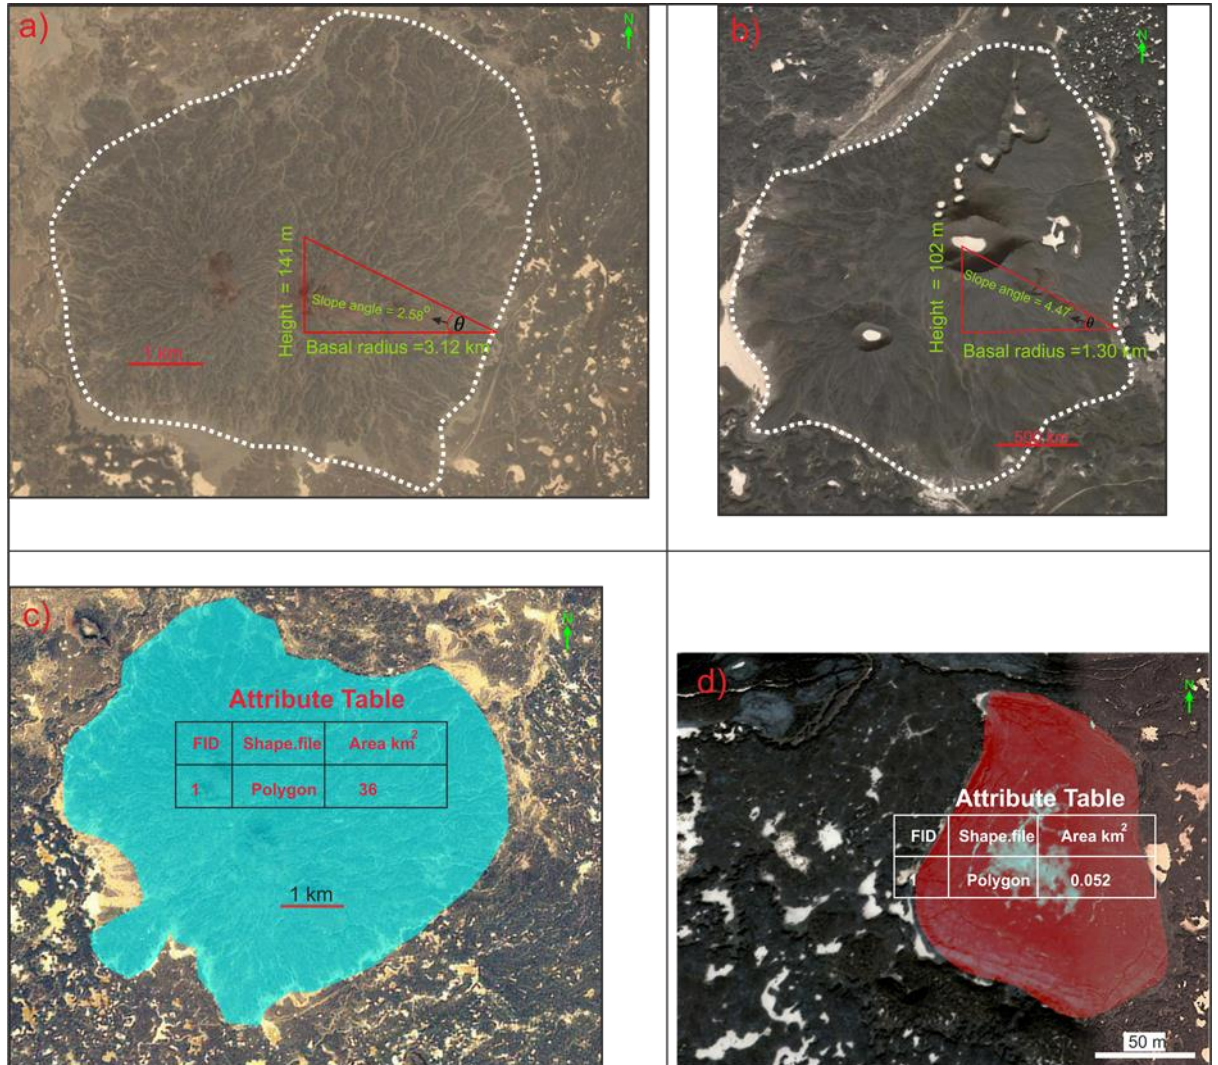 a)
N
Height = 141 m
Slope angle = 2.58°
θ
Basal radius =3.12 km
1 km
b)
N
Height = 102 m
Slope angle = 4.47°
θ
Basal radius =1.30 km
500 km
c)
N
Attribute Table
FID Shape.file Area km²
1 Polygon 36
1 km
d)
N
Attribute Table
FID Shape.file Area km²
1 Polygon 0.052
50 m